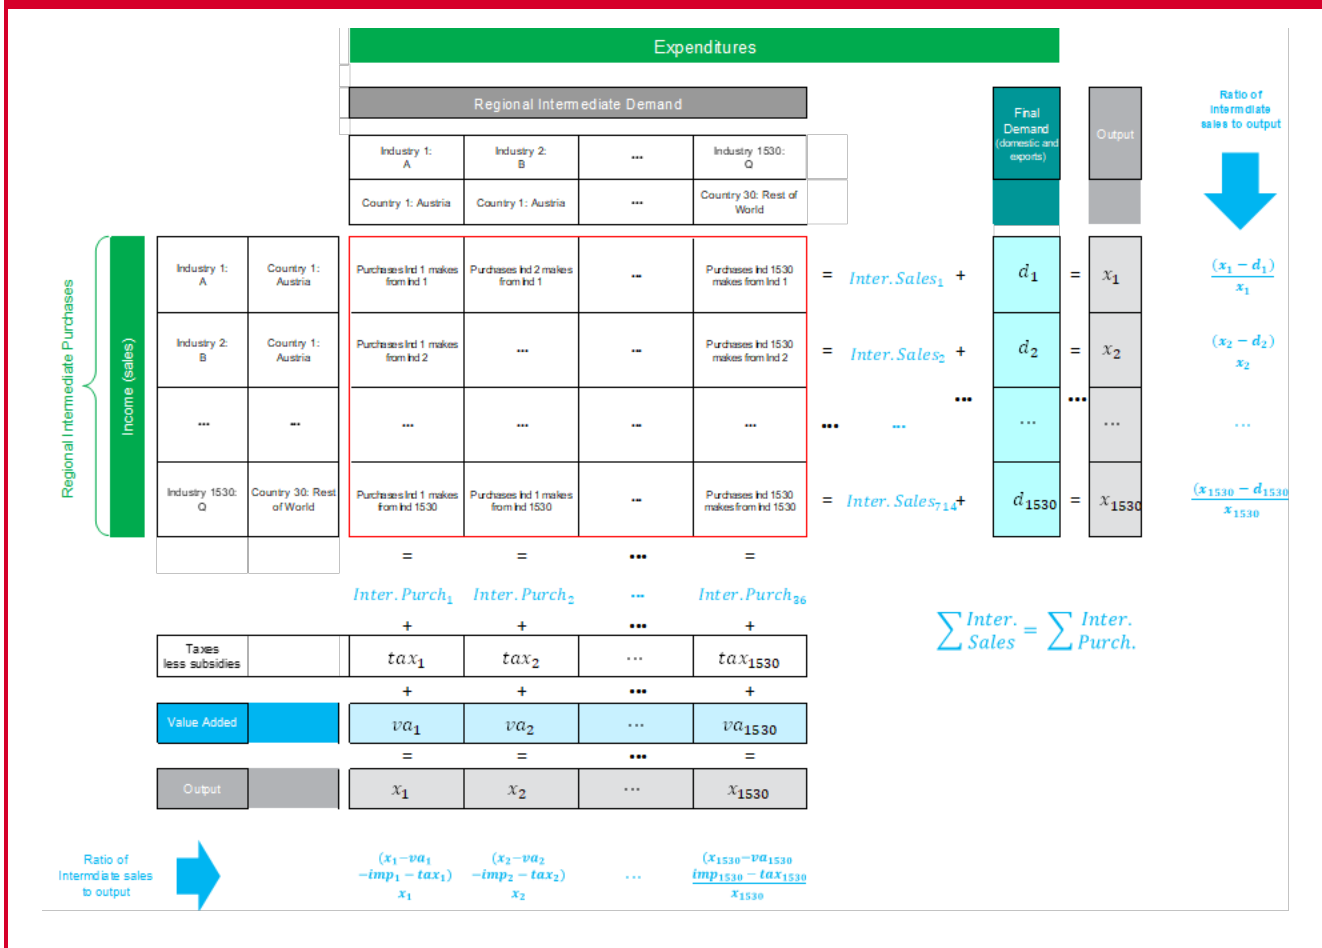 Expenditures
Regional Intermediate Demand
Final
Demand
(domestic and
exports)
Output
Ratio of
Intermdiate
sales to output
Industry 1:
A
Industry 2:
B
...
Industry 1530:
Q
Country 1: Austria
Country 1: Austria
...
Country 30: Rest of
World
Regional Intermediate Purchases
Income (sales)
Industry 1:
A
Country 1:
Austria
Purchases Ind 1 makes
from Ind 1
Purchases Ind 2 makes
from Ind 1
...
Purchases Ind 1530
makes from Ind 1
= Inter.Sales₁ + d₁ = x₁
(x₁ − d₁)
x₁
Industry 2:
B
Country 1:
Austria
Purchases Ind 1 makes
from Ind 2
...
...
Purchases Ind 1530
makes from Ind 2
= Inter.Sales₂ + d₂ = x₂
(x₂ − d₂)
x₂
... ... ... ... ... ... ... ... ... ... ... ... ...
Industry 1530:
Q
Country 30: Rest
of World
Purchases Ind 1 makes
from Ind 1530
Purchases Ind 1 makes
from Ind 1530
...
Purchases Ind 1530
makes from Ind 1530
= Inter.Sales₇₁₄+ d₁₅₃₀ = x₁₅₃₀
(x₁₅₃₀ − d₁₅₃₀
x₁₅₃₀
= = ... =
Inter.Purch₁ Inter.Purch₂ ... Inter.Purch₃₆
+ + ... +
∑ Inter. Sales = ∑ Inter. Purch.
Taxes
less subsidies
tax₁ tax₂ ... tax₁₅₃₀
+ + ... +
Value Added va₁ va₂ ... va₁₅₃₀
= = ... =
Output x₁ x₂ ... x₁₅₃₀
Ratio of
Intermdiate sales
to output
(x₁−va₁
−imp₁ − tax₁)
x₁
(x₂−va₂
−imp₂ − tax₂)
x₂
...
(x₁₅₃₀−va₁₅₃₀
imp₁₅₃₀ − tax₁₅₃₀
x₁₅₃₀